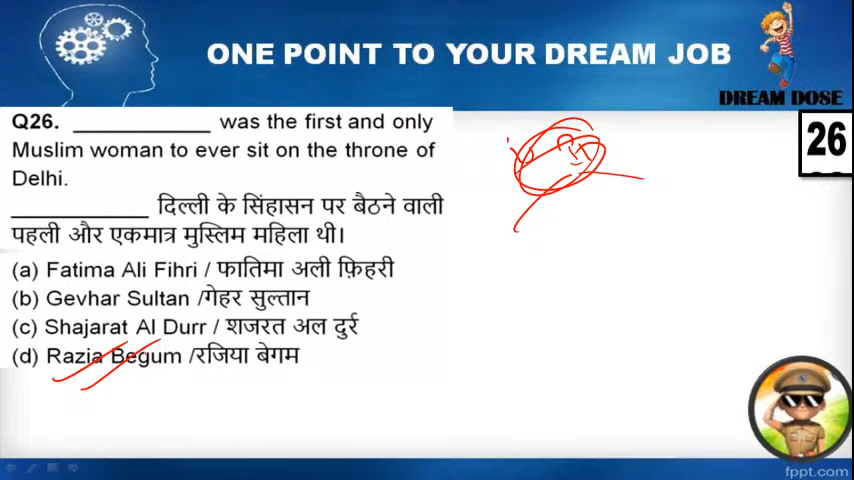 ONE POINT TO YOUR DREAM JOB
DREAM DOSE
26
Q26. ___________ was the first and only
Muslim woman to ever sit on the throne of
Delhi.
___________ दिल्ली के सिंहासन पर बैठने वाली
पहली और एकमात्र मुस्लिम महिला थी।
(a) Fatima Ali Fihri / फातिमा अली फ़िहरी
(b) Gevhar Sultan /गेहर सुल्तान
(c) Shajarat Al Durr / शजरत अल दुर्र
(d) Razia Begum /रजिया बेगम
fppt.com